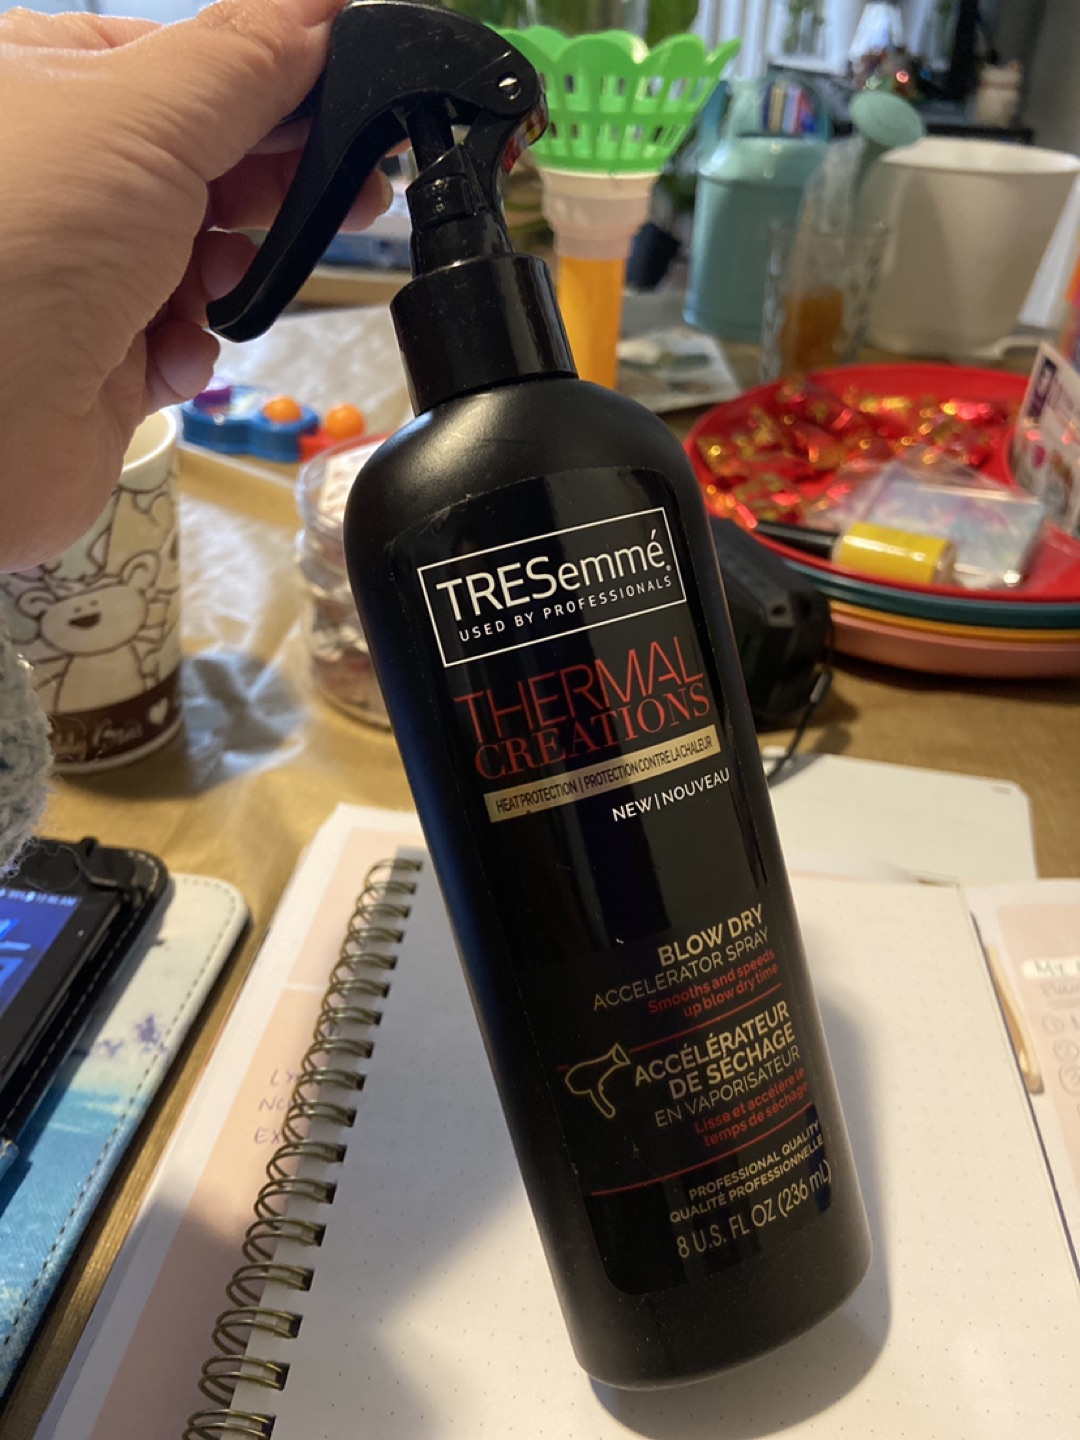 TRESemmé
USED BY PROFESSIONALS
THERMAL
CREATIONS
HEAT PROTECTION | PROTECTION CONTRE LA CHALEUR
NEW | NOUVEAU
BLOW DRY
ACCELERATOR SPRAY
Smooths and speeds
up blow dry time
ACCÉLÉRATEUR
DE SÉCHAGE
EN VAPORISATEUR
Lisse et accélère le
temps de séchage
PROFESSIONAL QUALITY
QUALITÉ PROFESSIONNELLE
8 U.S. FL OZ (236 mL)